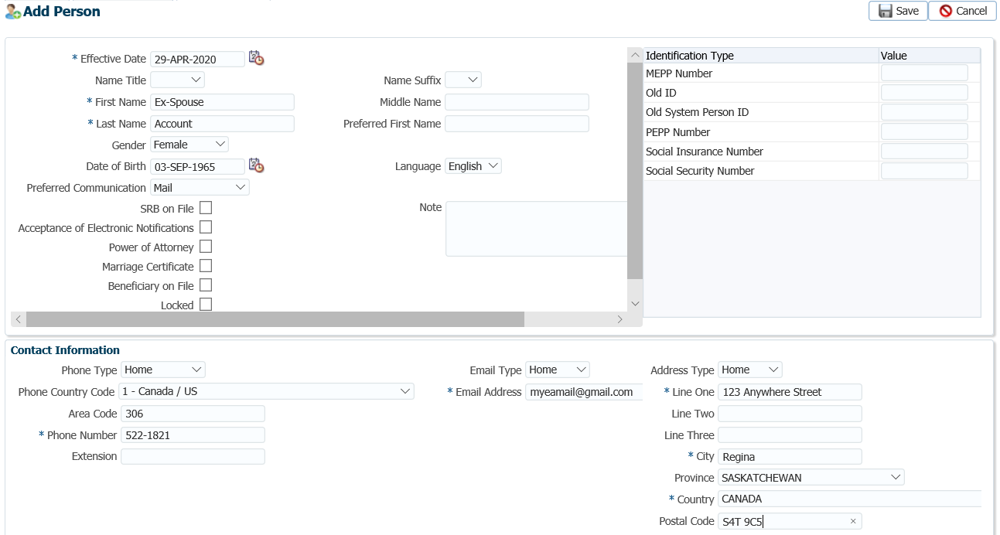 Add Person
Save
Cancel
* Effective Date 29-APR-2020
Name Title
Name Suffix
* First Name Ex-Spouse
Middle Name
* Last Name Account
Preferred First Name
Gender Female
Date of Birth 03-SEP-1965
Language English
Preferred Communication Mail
SRB on File
Note
Acceptance of Electronic Notifications
Power of Attorney
Marriage Certificate
Beneficiary on File
Locked
Identification Type Value
MEPP Number
Old ID
Old System Person ID
PEPP Number
Social Insurance Number
Social Security Number
Contact Information
Phone Type Home
Phone Country Code 1 - Canada / US
Area Code 306
* Phone Number 522-1821
Extension
Email Type Home
* Email Address myeamail@gmail.com
Address Type Home
* Line One 123 Anywhere Street
Line Two
Line Three
* City Regina
Province SASKATCHEWAN
* Country CANADA
Postal Code S4T 9C5